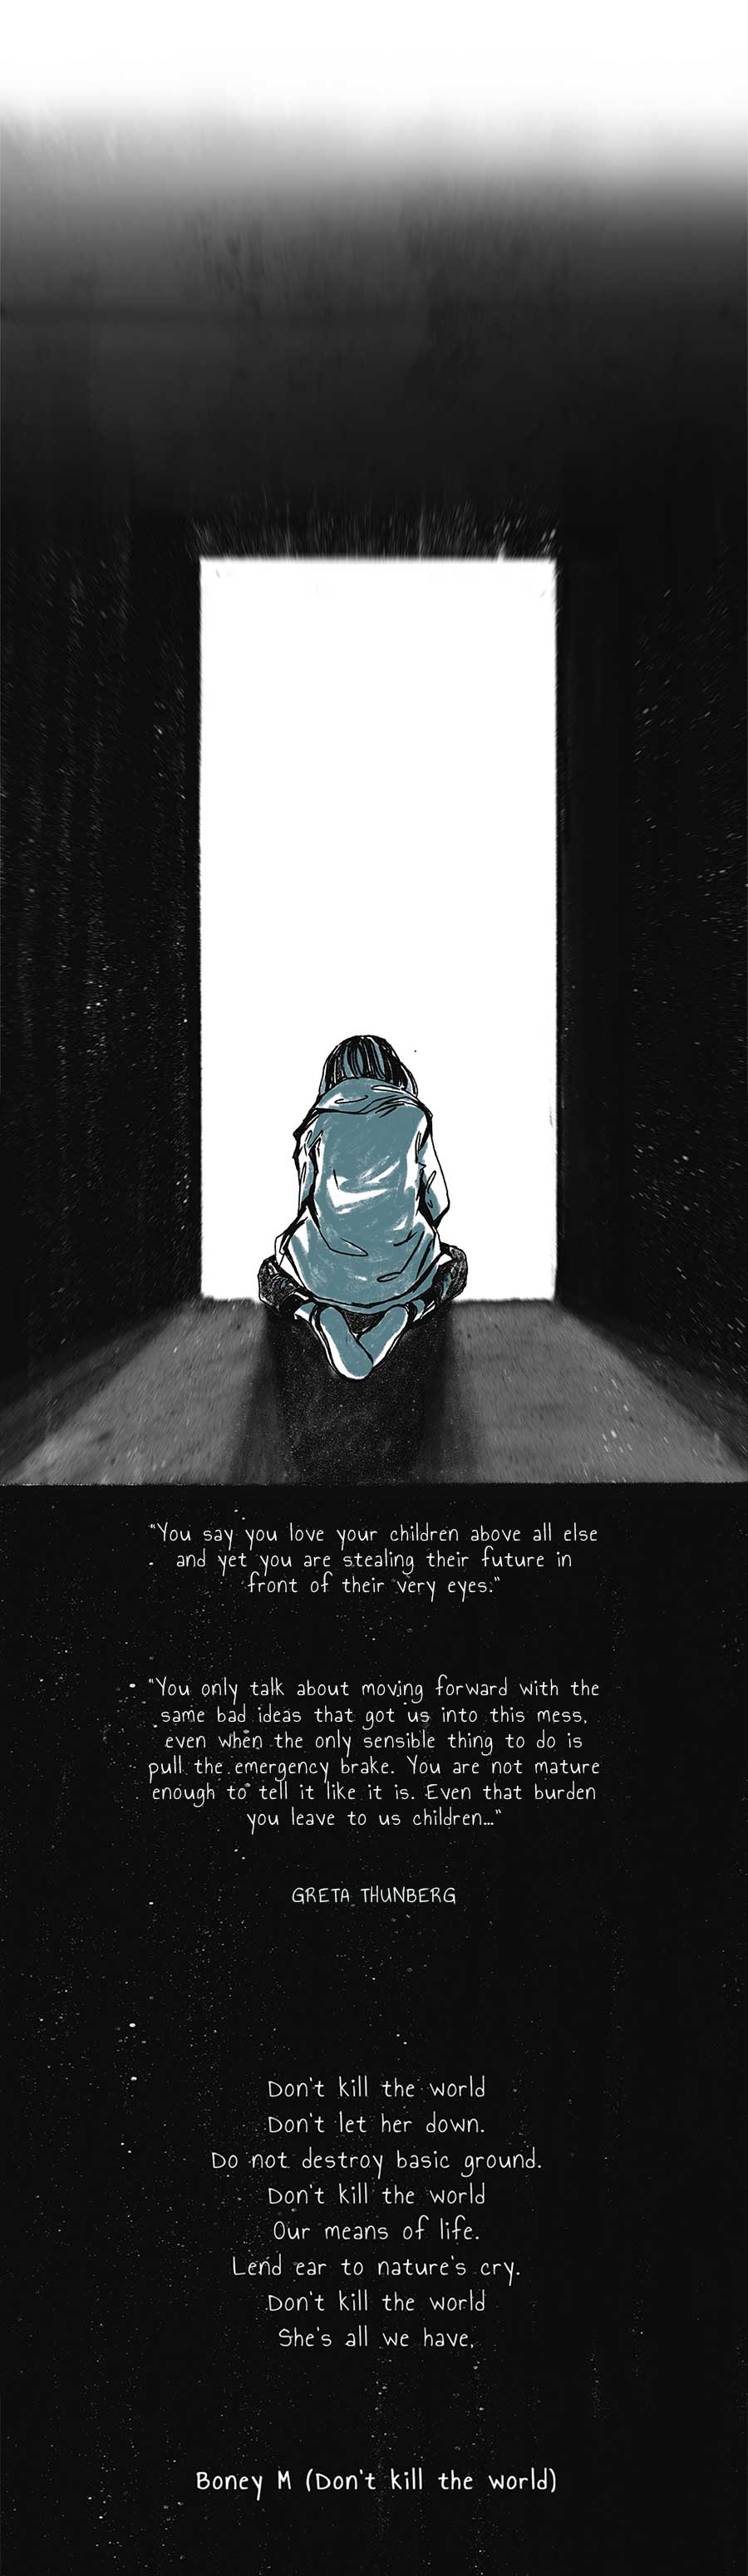 "You say you love your children above all else
and yet you are stealing their future in
front of their very eyes."
"You only talk about moving forward with the
same bad ideas that got us into this mess,
even when the only sensible thing to do is
pull the emergency brake. You are not mature
enough to tell it like it is. Even that burden
you leave to us children..."
GRETA THUNBERG
Don't kill the world
Don't let her down.
Do not destroy basic ground.
Don't kill the world
Our means of life.
Lend ear to nature's cry.
Don't kill the world
She's all we have,
Boney M (Don't kill the world)